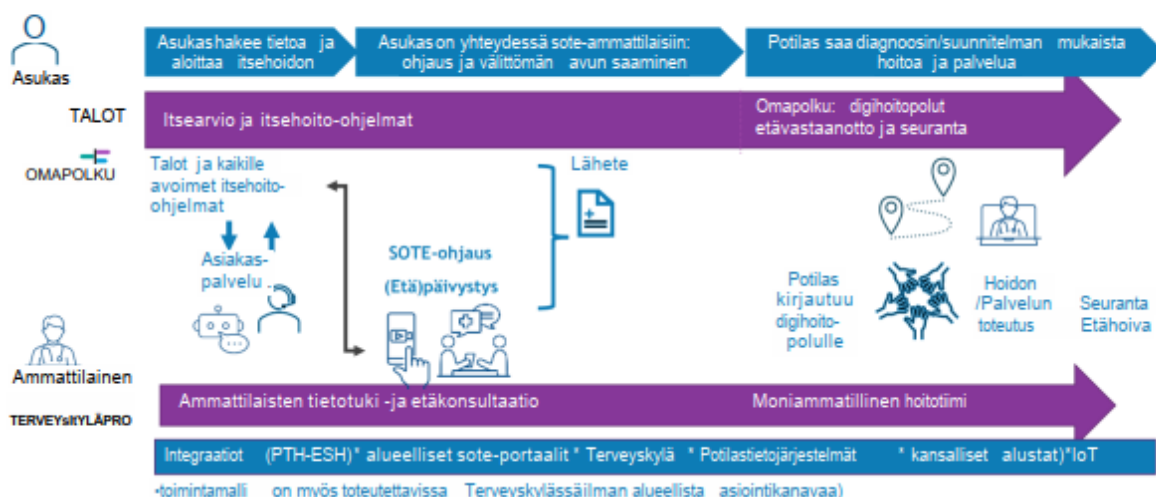 Asukas hakee tietoa ja
aloittaa itsehoidon
Asukas on yhteydessä sote-ammattilaisiin:
ohjaus ja välittömän avun saaminen
Potilas saa diagnoosin/suunnitelman mukaista
hoitoa ja palvelua
Asukas
TALOT
Itsearvio ja itsehoito-ohjelmat
Omapolku: digihoitopolut
etävastaanotto ja seuranta
OMAPOLKU
Talot ja kaikille
avoimet itsehoito-
ohjelmat
Lähete
Asiakas-
palvelu .
SOTE-ohjaus
(Etä)päivystys
Potilas
kirjautuu
digihoito-
polulle
Hoidon
/Palvelun
toteutus
Seuranta
Etähoiva
Ammattilainen
TERVEYsItYLÄPRO
Ammattilaisten tietotuki -ja etäkonsultaatio
Moniammatillinen hoitotiimi
Integraatiot (PTH-ESH)* alueelliset sote-portaalit * Terveyskylä * Potilastietojärjestelmät * kansalliset alustat)*IoT
•toimintamalli on myös toteutettavissa Terveyskylässäilman alueellista asiointikanavaa)